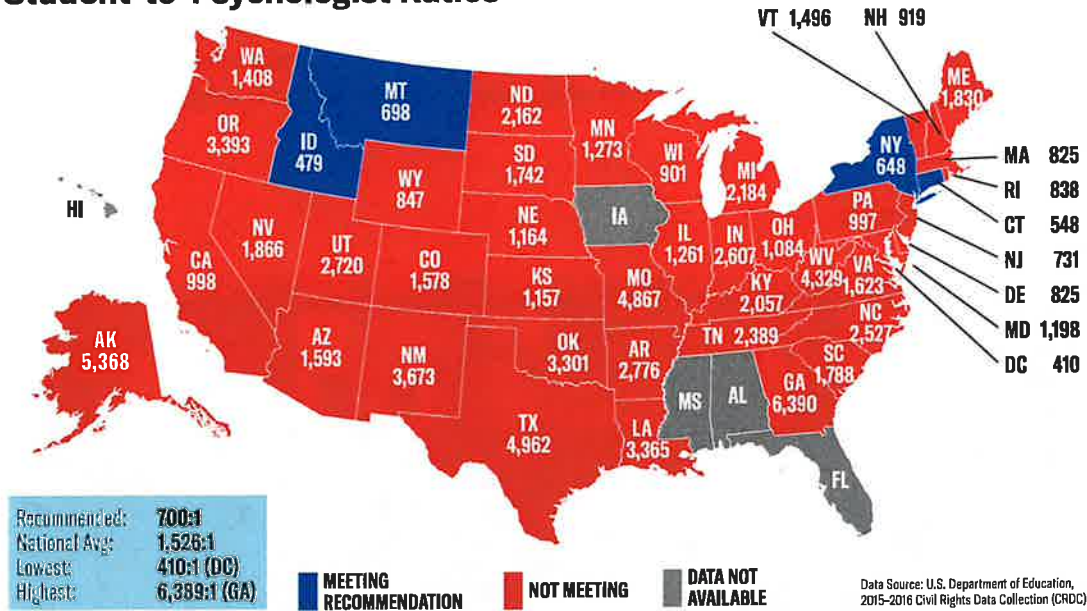 Student-to-Psychologist Ratios
VT 1,496
NH 919
WA
1,408
MT
698
ND
2,162
ME
1,830
OR
3,393
ID
479
MN
1,273
SD
1,742
WI
901
MI
2,184
NY
648
MA 825
WY
847
RI 838
HI
IA
PA
997
NE
1,164
CT 548
NV
1,866
UT
2,720
IL
1,261
IN
2,607
OH
1,084
NJ 731
CA
998
CO
1,578
WV
4,329
VA
1,623
DE 825
KS
1,157
MO
4,867
KY
2,057
MD 1,198
NC
2,527
TN 2,389
DC 410
AK
5,368
AZ
1,593
NM
3,673
OK
3,301
AR
2,776
SC
1,788
MS
AL
GA
6,390
TX
4,962
LA
3,365
FL
Recommended: 700:1
National Avg: 1,526:1
Lowest: 410:1 (DC)
Highest: 6,389:1 (GA)
MEETING
RECOMMENDATION
NOT MEETING
DATA NOT
AVAILABLE
Data Source: U.S. Department of Education,
2015–2016 Civil Rights Data Collection (CRDC)